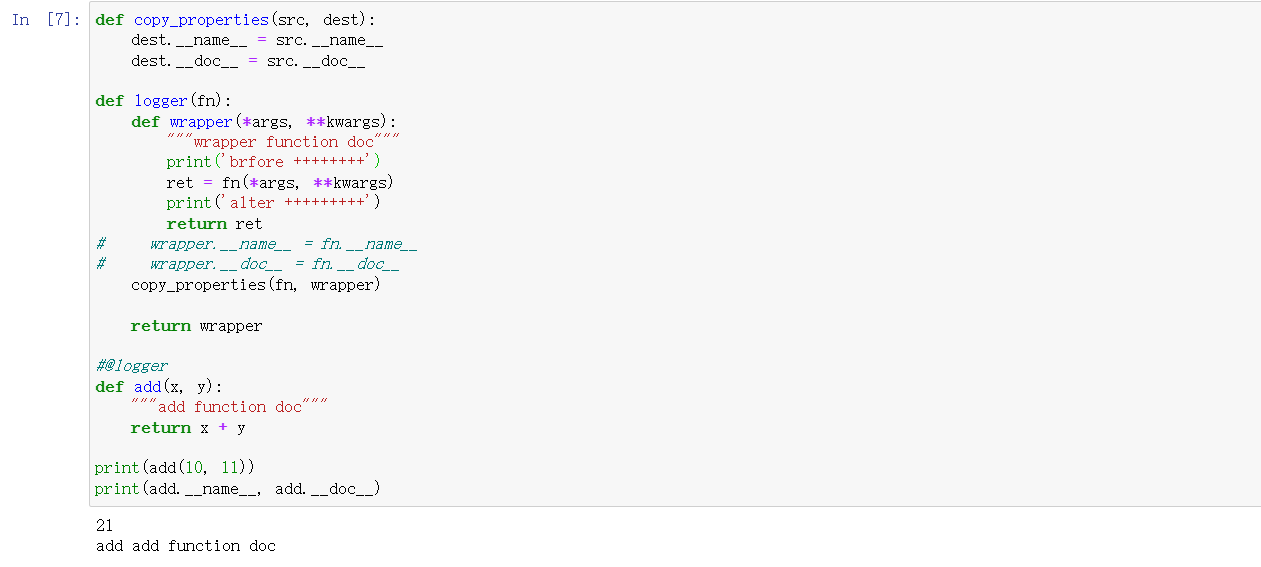 In [7]: def copy_properties(src, dest):
    dest.__name__ = src.__name__
    dest.__doc__ = src.__doc__

def logger(fn):
    def wrapper(*args, **kwargs):
        """wrapper function doc"""
        print('brfore ++++++++')
        ret = fn(*args, **kwargs)
        print('alter +++++++++')
        return ret
#     wrapper.__name__ = fn.__name__
#     wrapper.__doc__ = fn.__doc__
    copy_properties(fn, wrapper)

    return wrapper

#@logger
def add(x, y):
    """add function doc"""
    return x + y

print(add(10, 11))
print(add.__name__, add.__doc__)
21
add add function doc